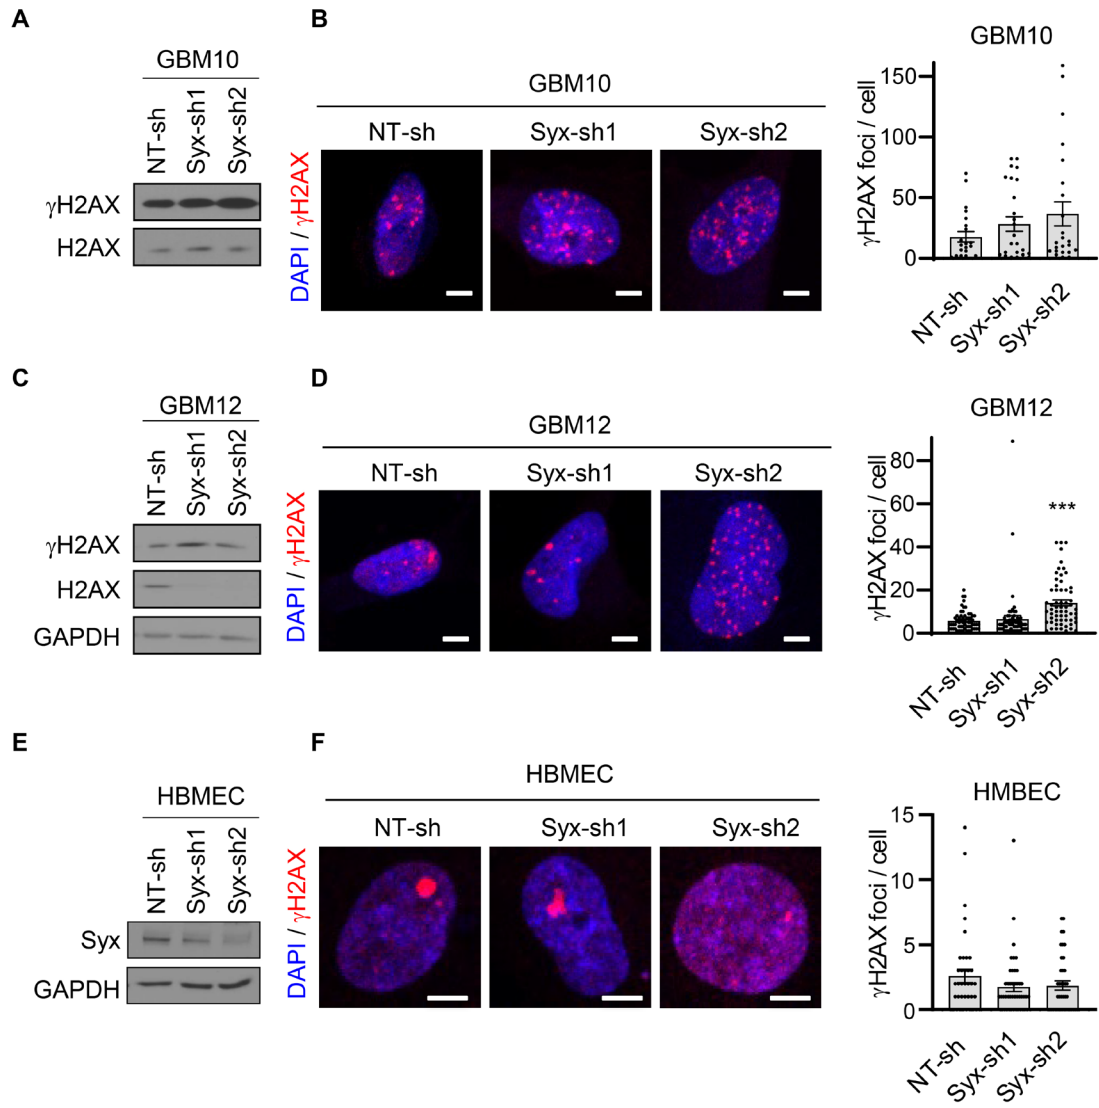 A
GBM10
NT-sh
Syx-sh1
Syx-sh2
γH2AX
H2AX
B
GBM10
NT-sh
Syx-sh1
Syx-sh2
DAPI / γH2AX
GBM10
γH2AX foci / cell
150
100
50
0
NT-sh
Syx-sh1
Syx-sh2
C
GBM12
NT-sh
Syx-sh1
Syx-sh2
γH2AX
H2AX
GAPDH
D
GBM12
NT-sh
Syx-sh1
Syx-sh2
DAPI / γH2AX
GBM12
γH2AX foci / cell
80
60
40
20
0
***
NT-sh
Syx-sh1
Syx-sh2
E
HBMEC
NT-sh
Syx-sh1
Syx-sh2
Syx
GAPDH
F
HBMEC
NT-sh
Syx-sh1
Syx-sh2
DAPI / γH2AX
HMBEC
γH2AX foci / cell
15
10
5
0
NT-sh
Syx-sh1
Syx-sh2